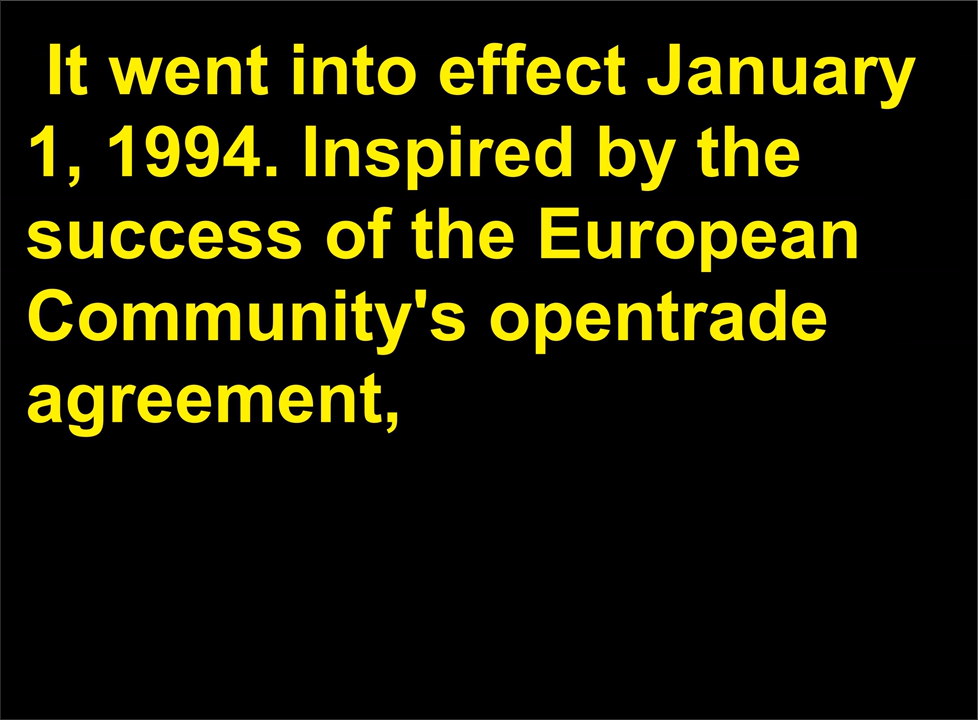 It went into effect January
1, 1994. Inspired by the
success of the European
Community's opentrade
agreement,